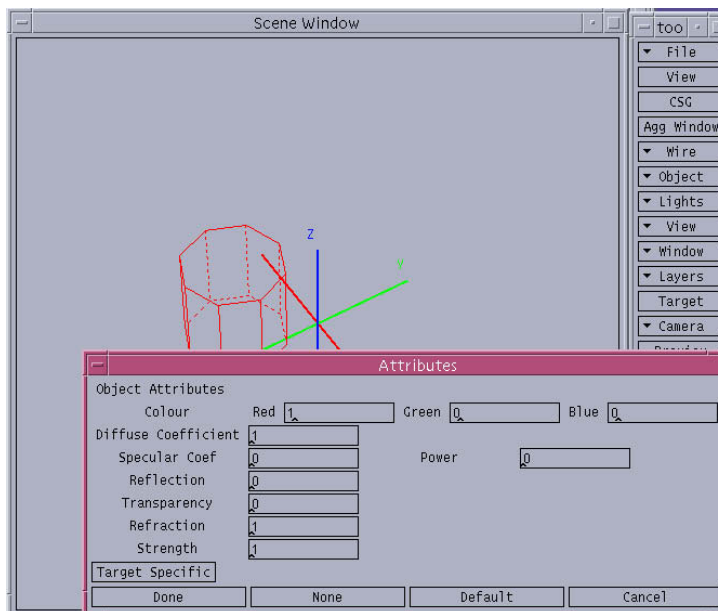 Scene Window
too
File
View
CSG
Agg Window
Wire
Object
Lights
View
Window
Layers
Target
Camera
Preview
Z
Y
Attributes
Object Attributes
Colour Red 1 Green 0 Blue 0
Diffuse Coefficient 1
Specular Coef 0 Power 0
Reflection 0
Transparency 0
Refraction 1
Strength 1
Target Specific
Done None Default Cancel